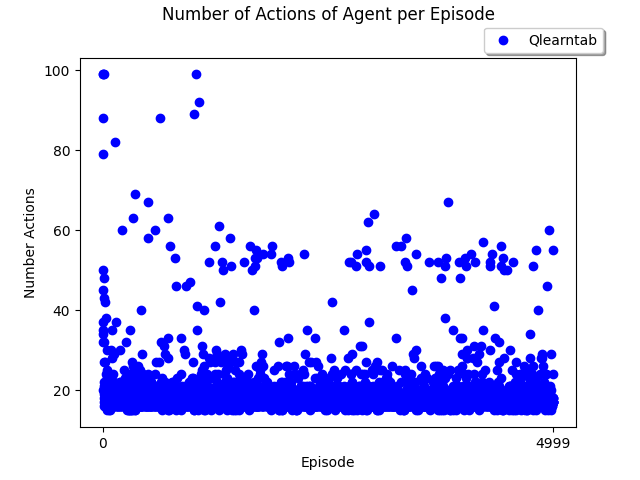 Number of Actions of Agent per Episode
Qlearntab
100
80
60
40
20
Number Actions
0
4999
Episode